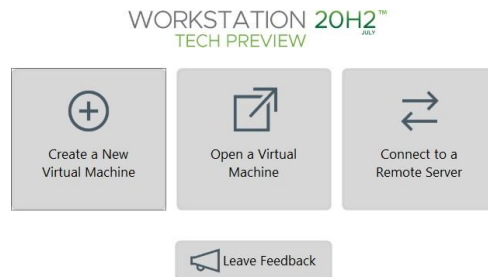 WORKSTATION 20H2™
JULY
TECH PREVIEW
Create a New
Virtual Machine
Open a Virtual
Machine
Connect to a
Remote Server
Leave Feedback